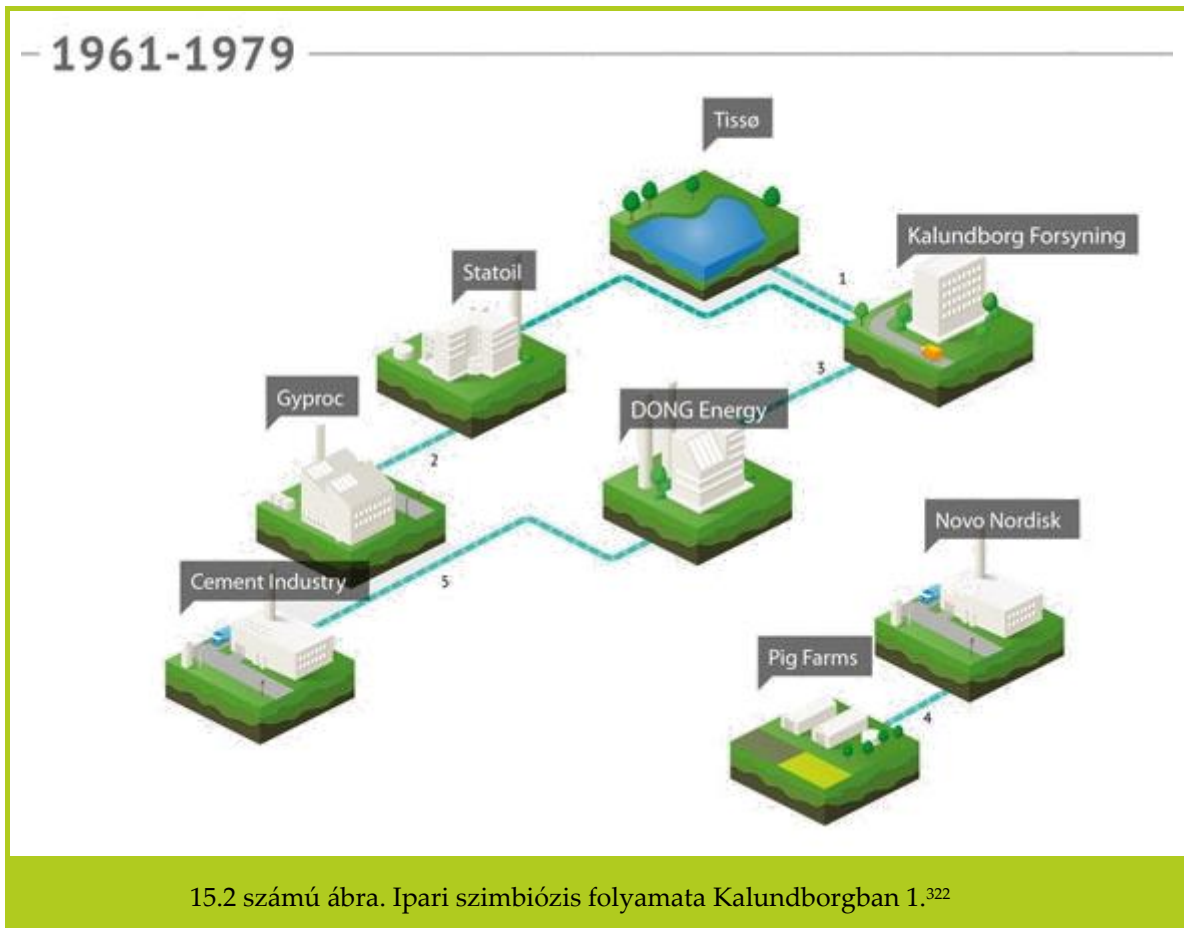 1961-1979
Tissø
Kalundborg Forsyning
Statoil
1
3
Gyproc
DONG Energy
2
Novo Nordisk
Cement Industry
5
Pig Farms
4
15.2 számú ábra. Ipari szimbiózis folyamata Kalundborgban 1.³²²